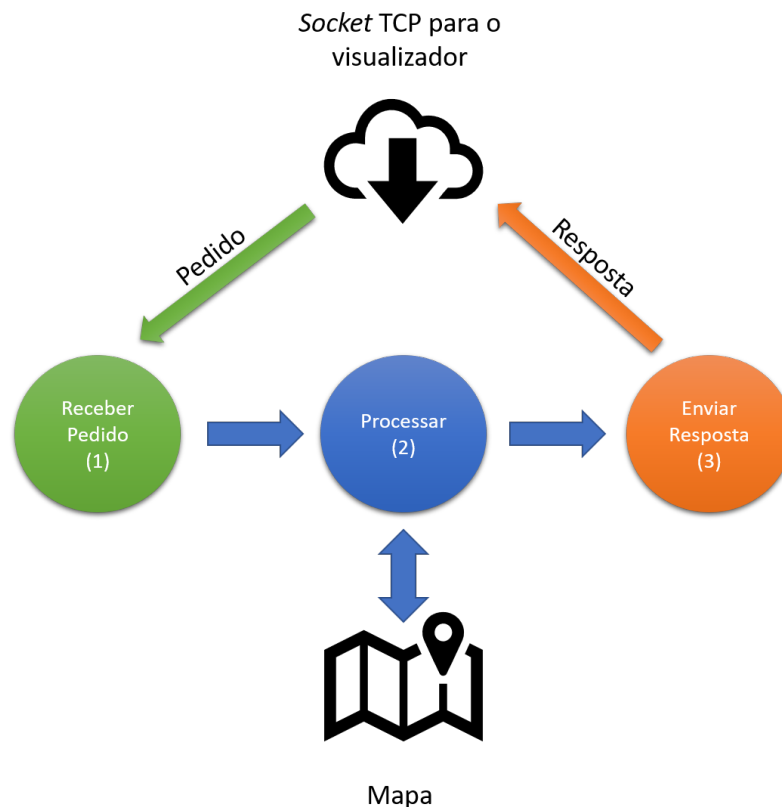 Socket TCP para o
visualizador
Pedido
Resposta
Receber
Pedido
(1)
Processar
(2)
Enviar
Resposta
(3)
Mapa